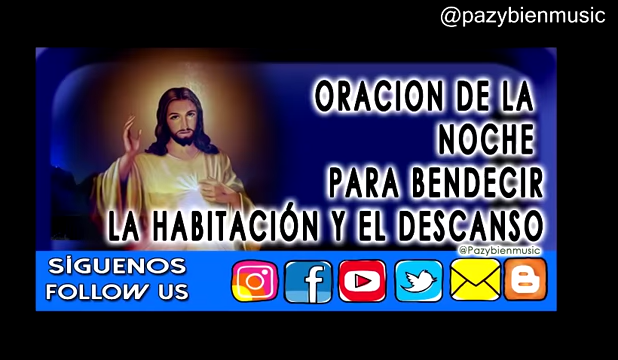 @pazybienmusic
ORACION DE LA
NOCHE
PARA BENDECIR
LA HABITACIÓN Y EL DESCANSO
@Pazybienmusic
SÍGUENOS
FOLLOW US